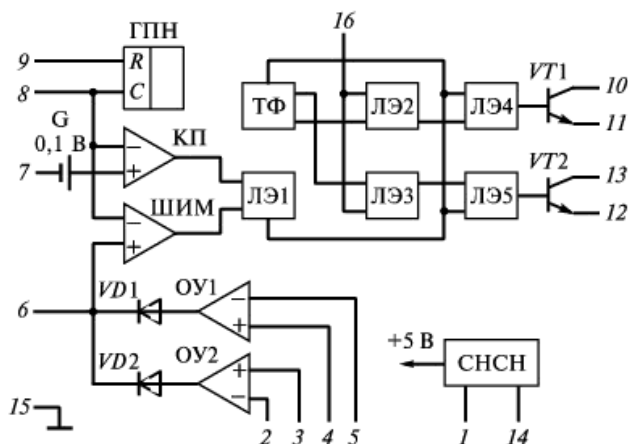 ГПН
16
9
R
8
C
VT1
10
11
G
0,1 В
КП
ТФ
ЛЭ2
ЛЭ4
7
−
+
VT2
13
12
ШИМ
ЛЭ1
ЛЭ3
ЛЭ5
−
+
6
VD1
ОУ1
−
+
VD2
ОУ2
+
−
+5 В
СНСН
15
2
3
4
5
1
14